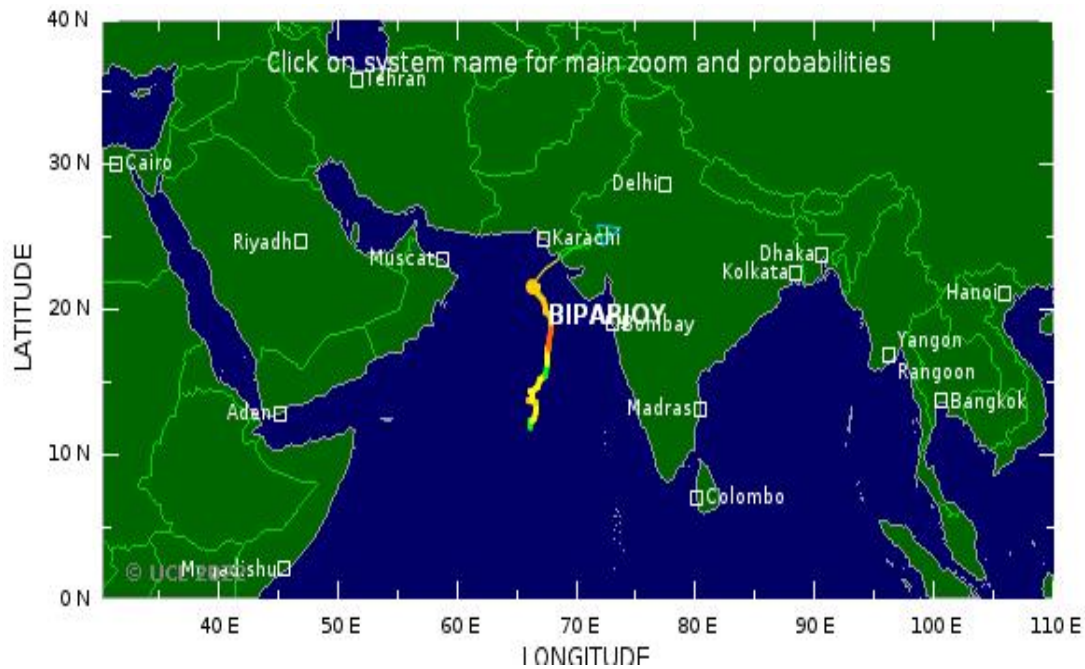 40 N
Click on system name for main zoom and probabilities
Tehran
30 N
Cairo
Delhi
Riyadh
Karachi
Muscat
Dhaka
Kolkata
Hanoi
20 N
BIPARJOY
Bombay
Yangon
Rangoon
Aden
Madras
Bangkok
10 N
Colombo
© UCL
Mogadishu
0 N
40 E
50 E
60 E
70 E
80 E
90 E
100 E
110 E
LONGITUDE
LATITUDE